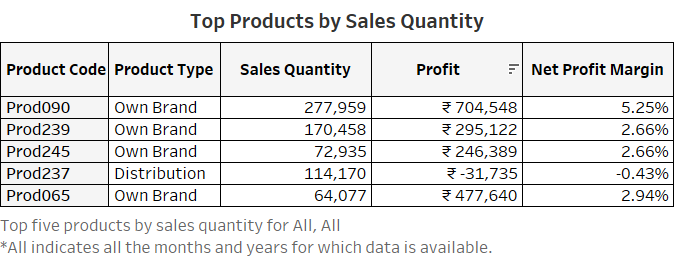 Top Products by Sales Quantity
Product Code Product Type Sales Quantity Profit Net Profit Margin
Prod090 Own Brand 277,959 ₹ 704,548 5.25%
Prod239 Own Brand 170,458 ₹ 295,122 2.66%
Prod245 Own Brand 72,935 ₹ 246,389 2.66%
Prod237 Distribution 114,170 ₹ -31,735 -0.43%
Prod065 Own Brand 64,077 ₹ 477,640 2.94%
Top five products by sales quantity for All, All
*All indicates all the months and years for which data is available.